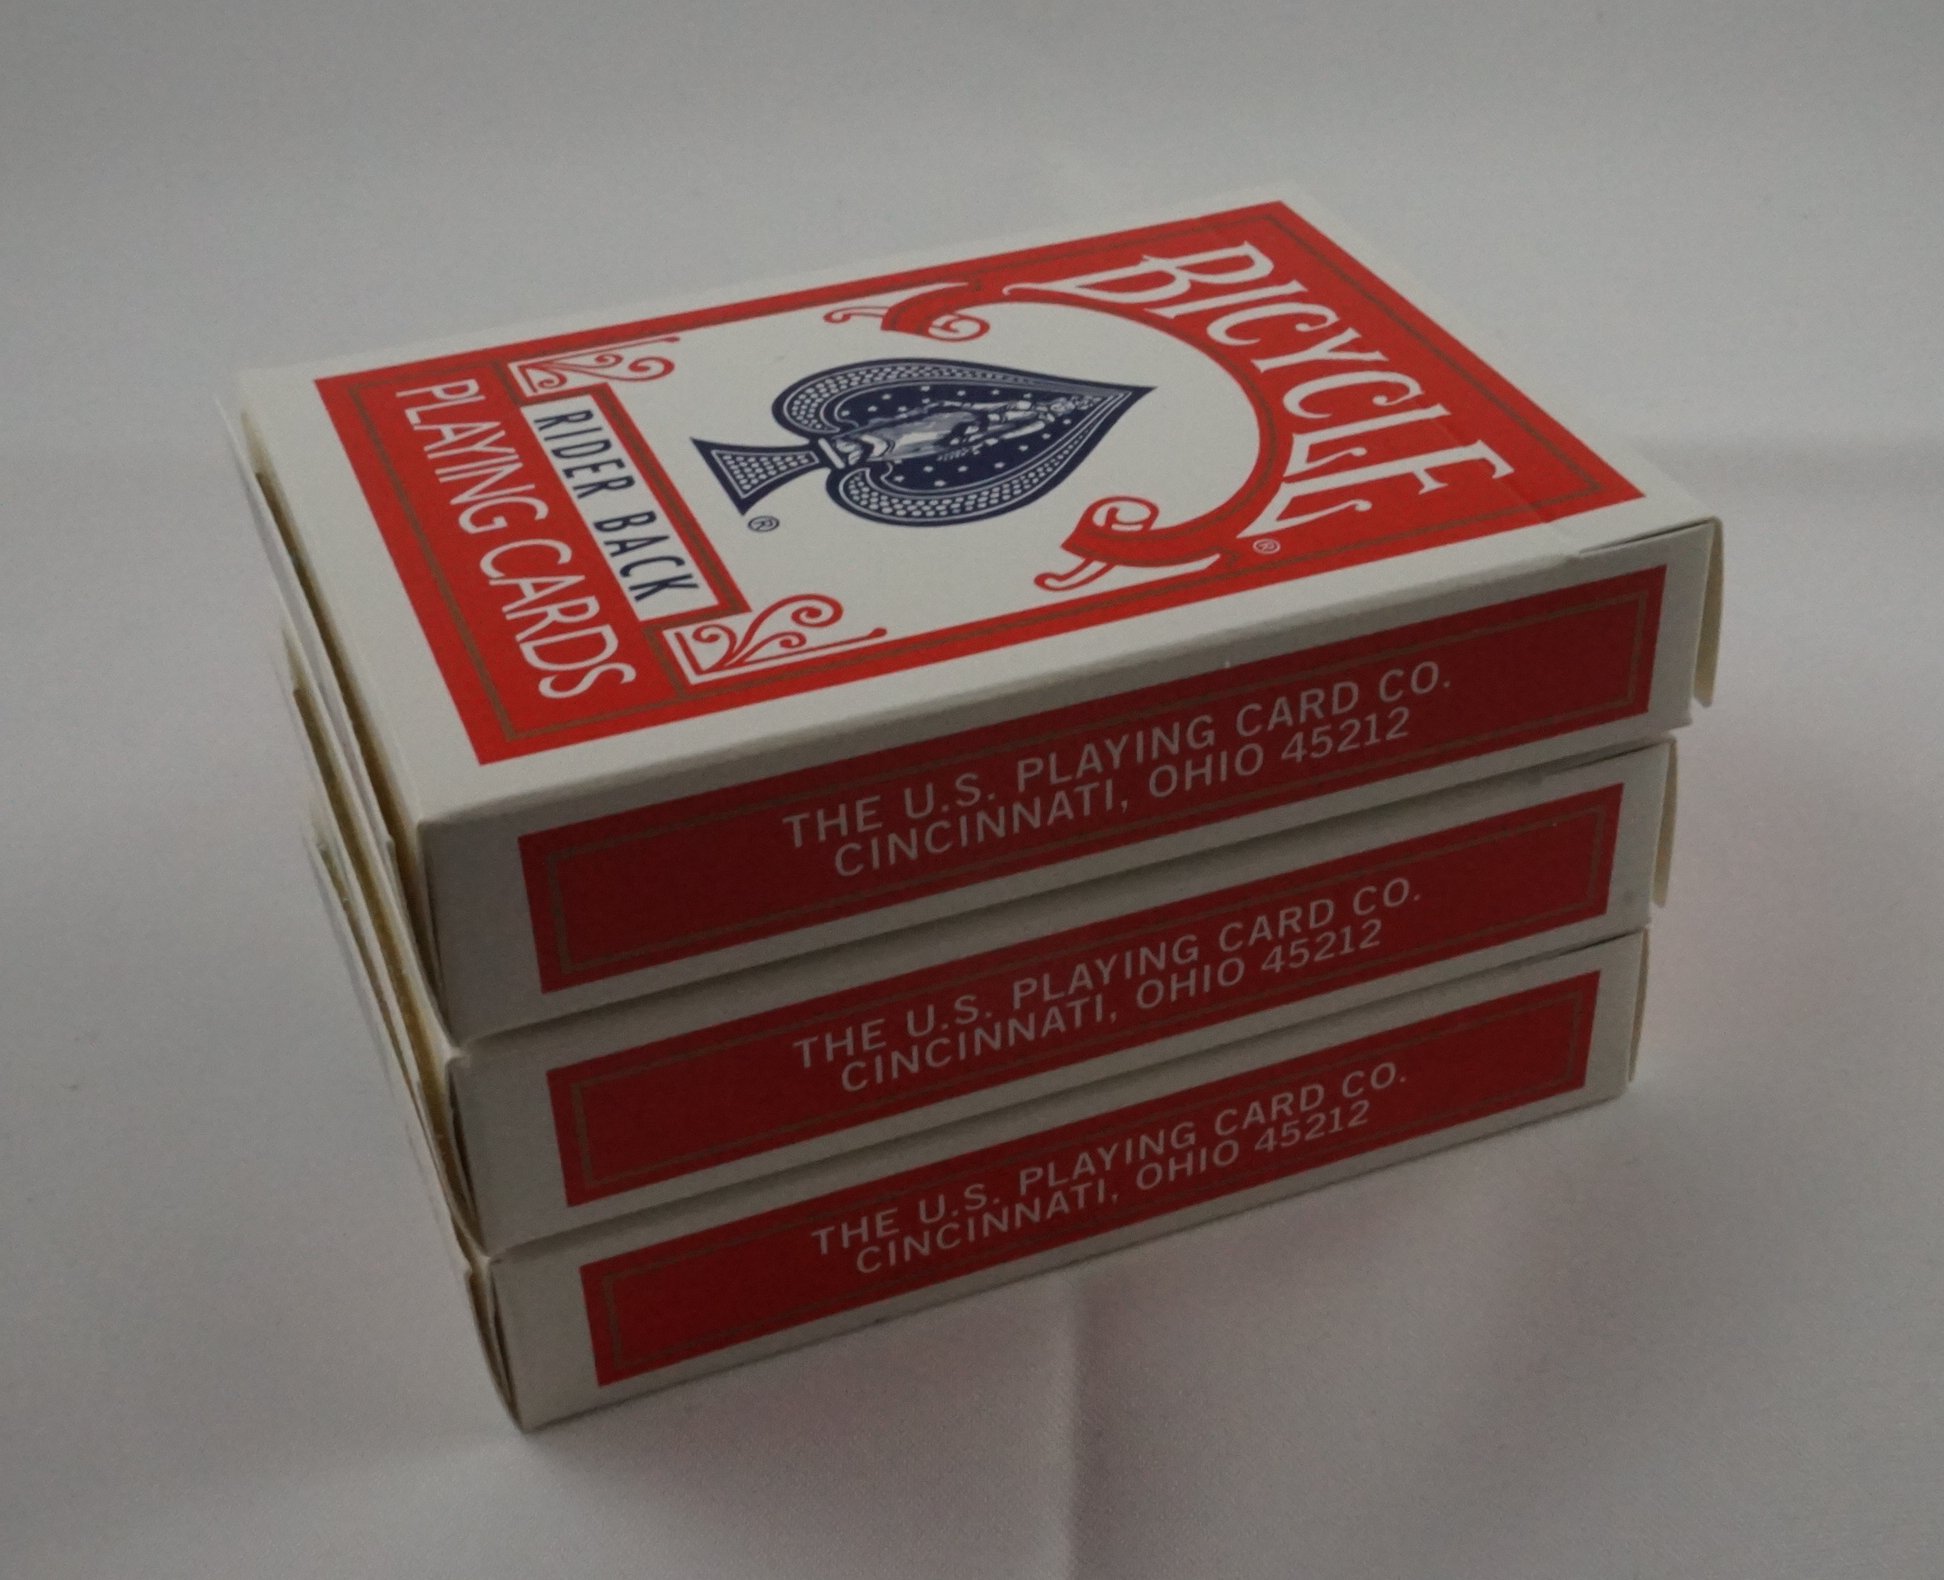 BICYCLE
®
®
RIDER BACK
PLAYING CARDS
THE U.S. PLAYING CARD CO.
CINCINNATI, OHIO 45212
THE U.S. PLAYING CARD CO.
CINCINNATI, OHIO 45212
THE U.S. PLAYING CARD CO.
CINCINNATI, OHIO 45212